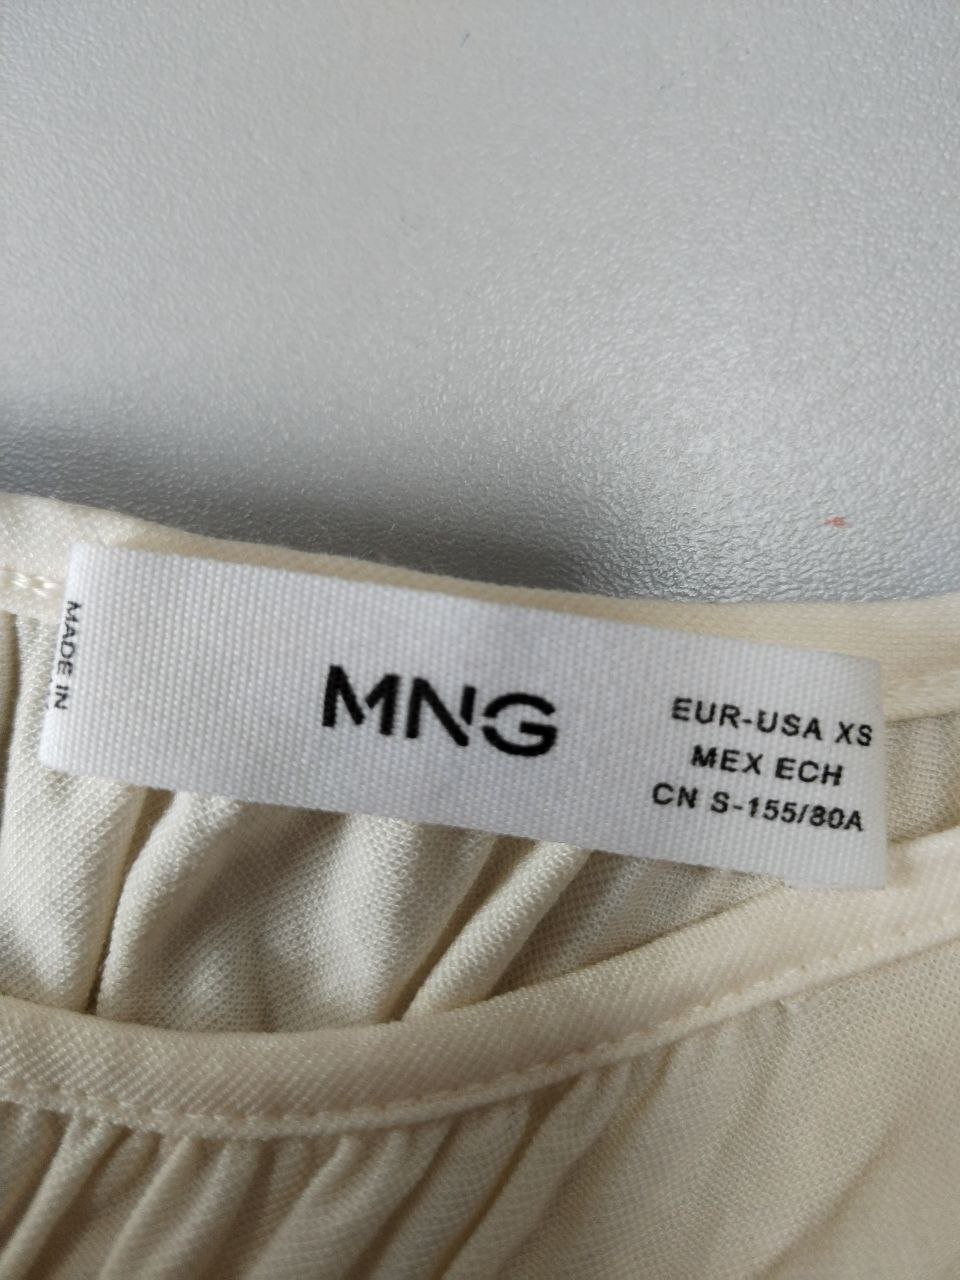 MADE IN
MNG
EUR-USA XS
MEX ECH
CN S-155/80A